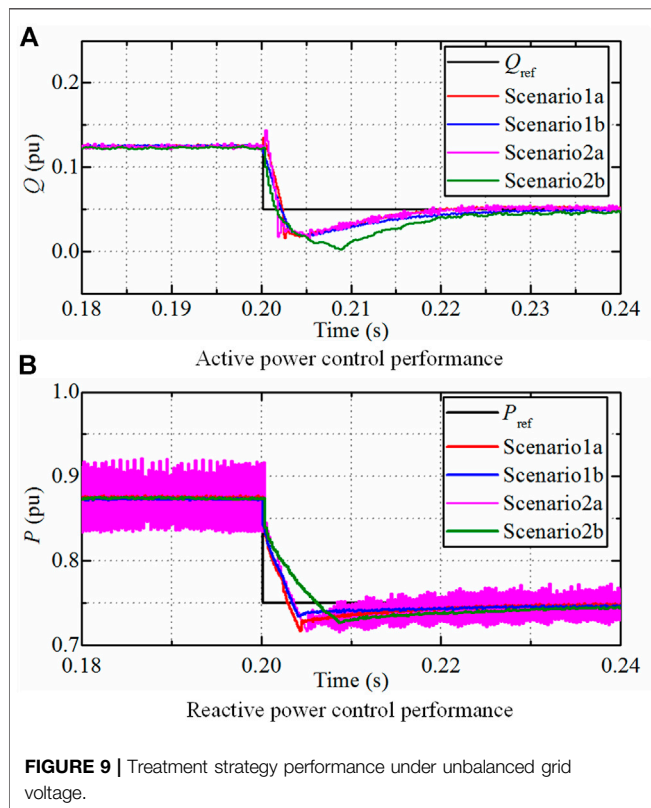 A
Q (pu)
0.2
0.1
0.0
Q_ref
Scenario1a
Scenario1b
Scenario2a
Scenario2b
0.18 0.19 0.20 0.21 0.22 0.23 0.24
Time (s)
Active power control performance
B
P (pu)
1.0
0.9
0.8
0.7
P_ref
Scenario1a
Scenario1b
Scenario2a
Scenario2b
0.18 0.20 0.22 0.24
Time (s)
Reactive power control performance
FIGURE 9 | Treatment strategy performance under unbalanced grid
voltage.